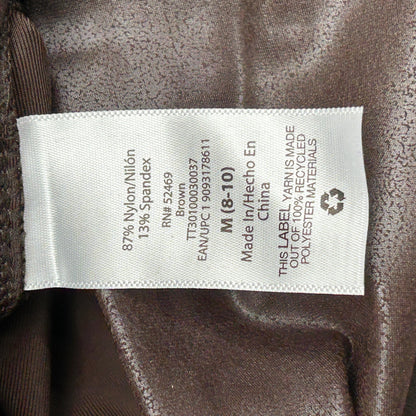 87% Nylon/Nilón
13% Spandex
RN# 52469
Brown
TT30100030037
EAN/UPC 1 9093178611
M (8-10)
Made In/Hecho En
China
THIS LABEL YARN IS MADE
OUT OF 100% RECYCLED
POLYESTER MATERIALS